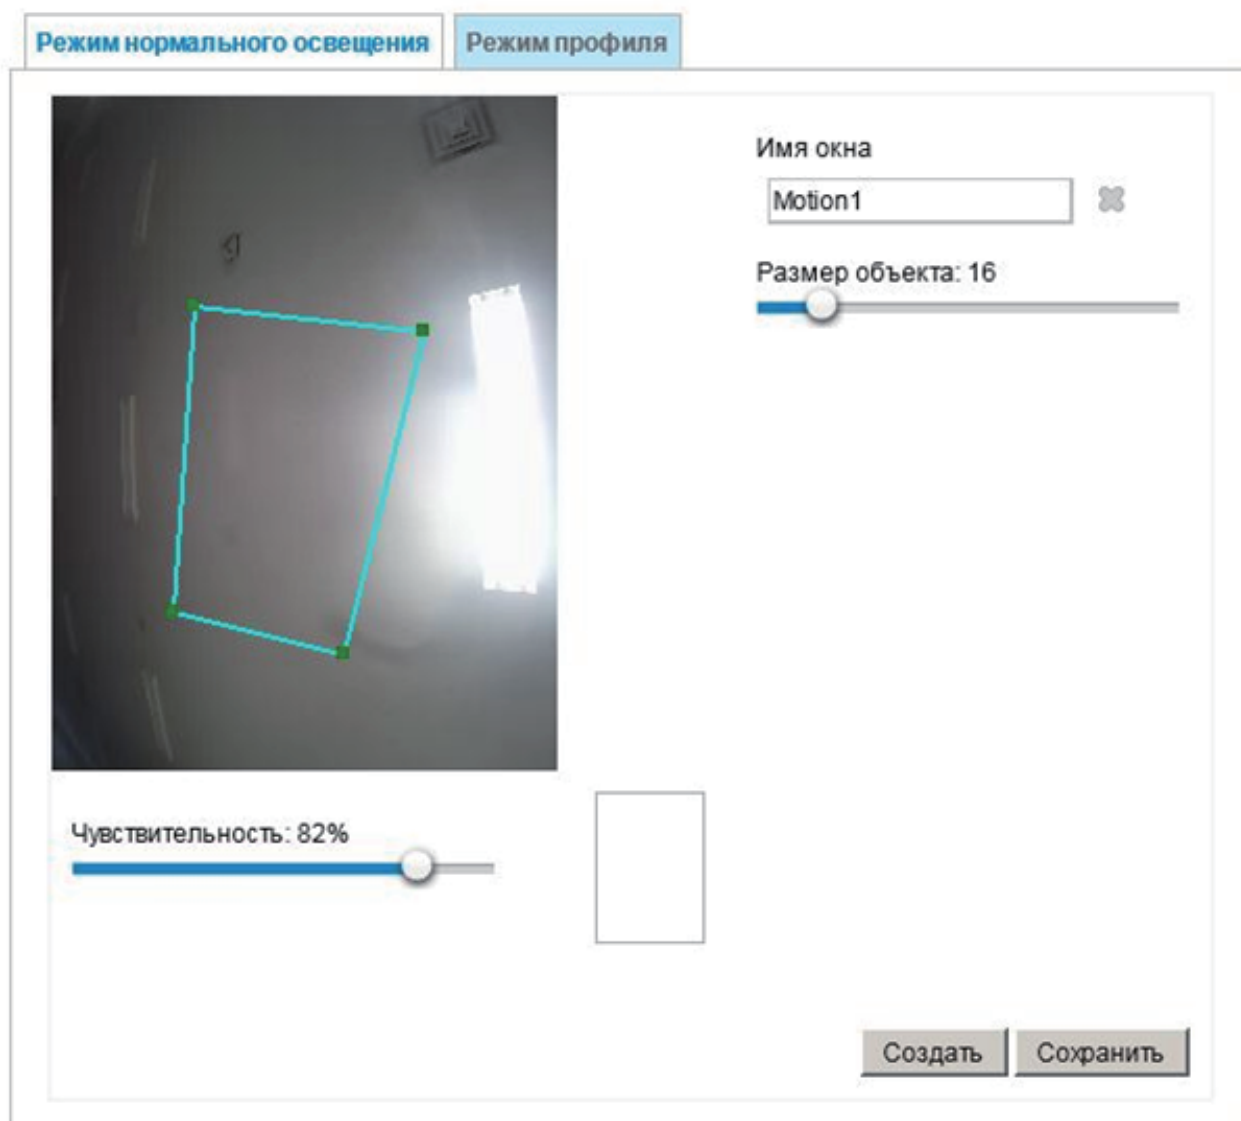 Режим нормального освещения
Режим профиля
Имя окна
Motion1
Размер объекта: 16
Чувствительность: 82%
Создать
Сохранить